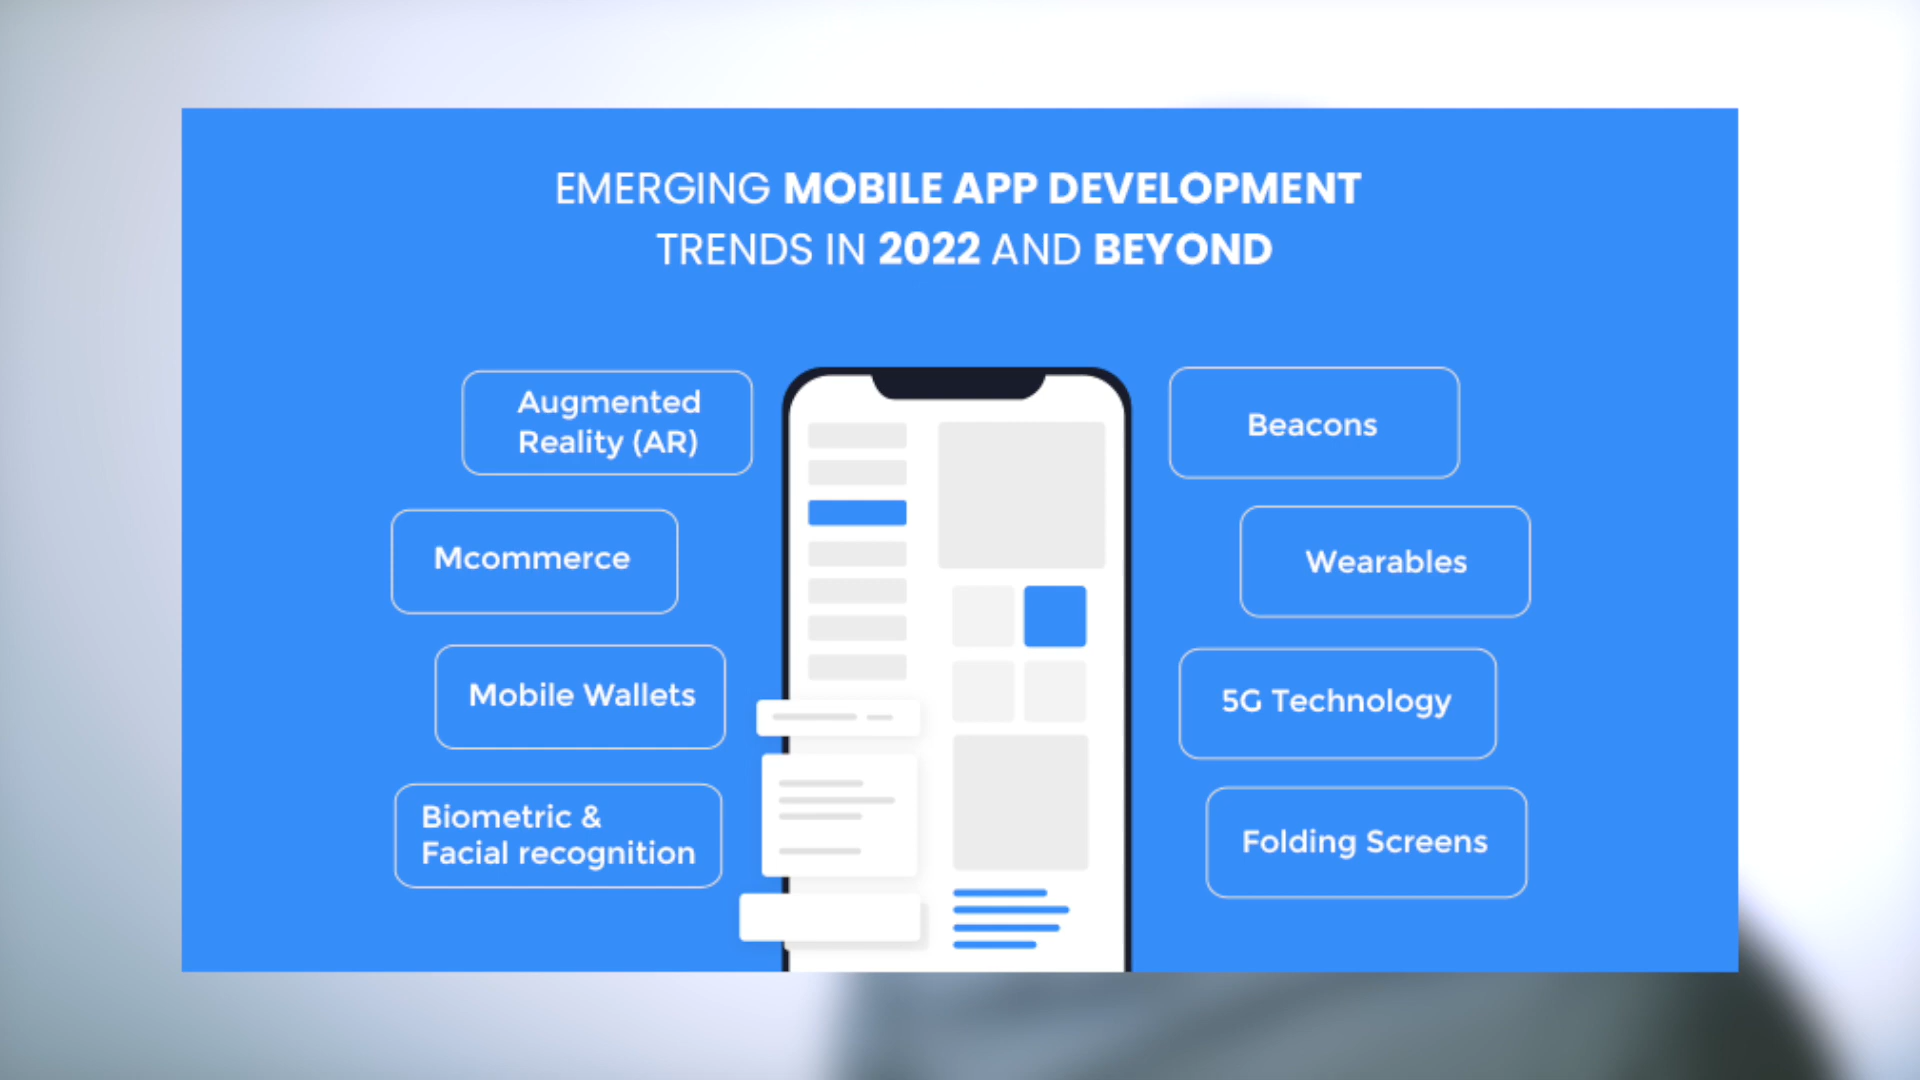 EMERGING MOBILE APP DEVELOPMENT
TRENDS IN 2022 AND BEYOND
Augmented
Reality (AR)
Mcommerce
Mobile Wallets
Biometric &
Facial recognition
Beacons
Wearables
5G Technology
Folding Screens